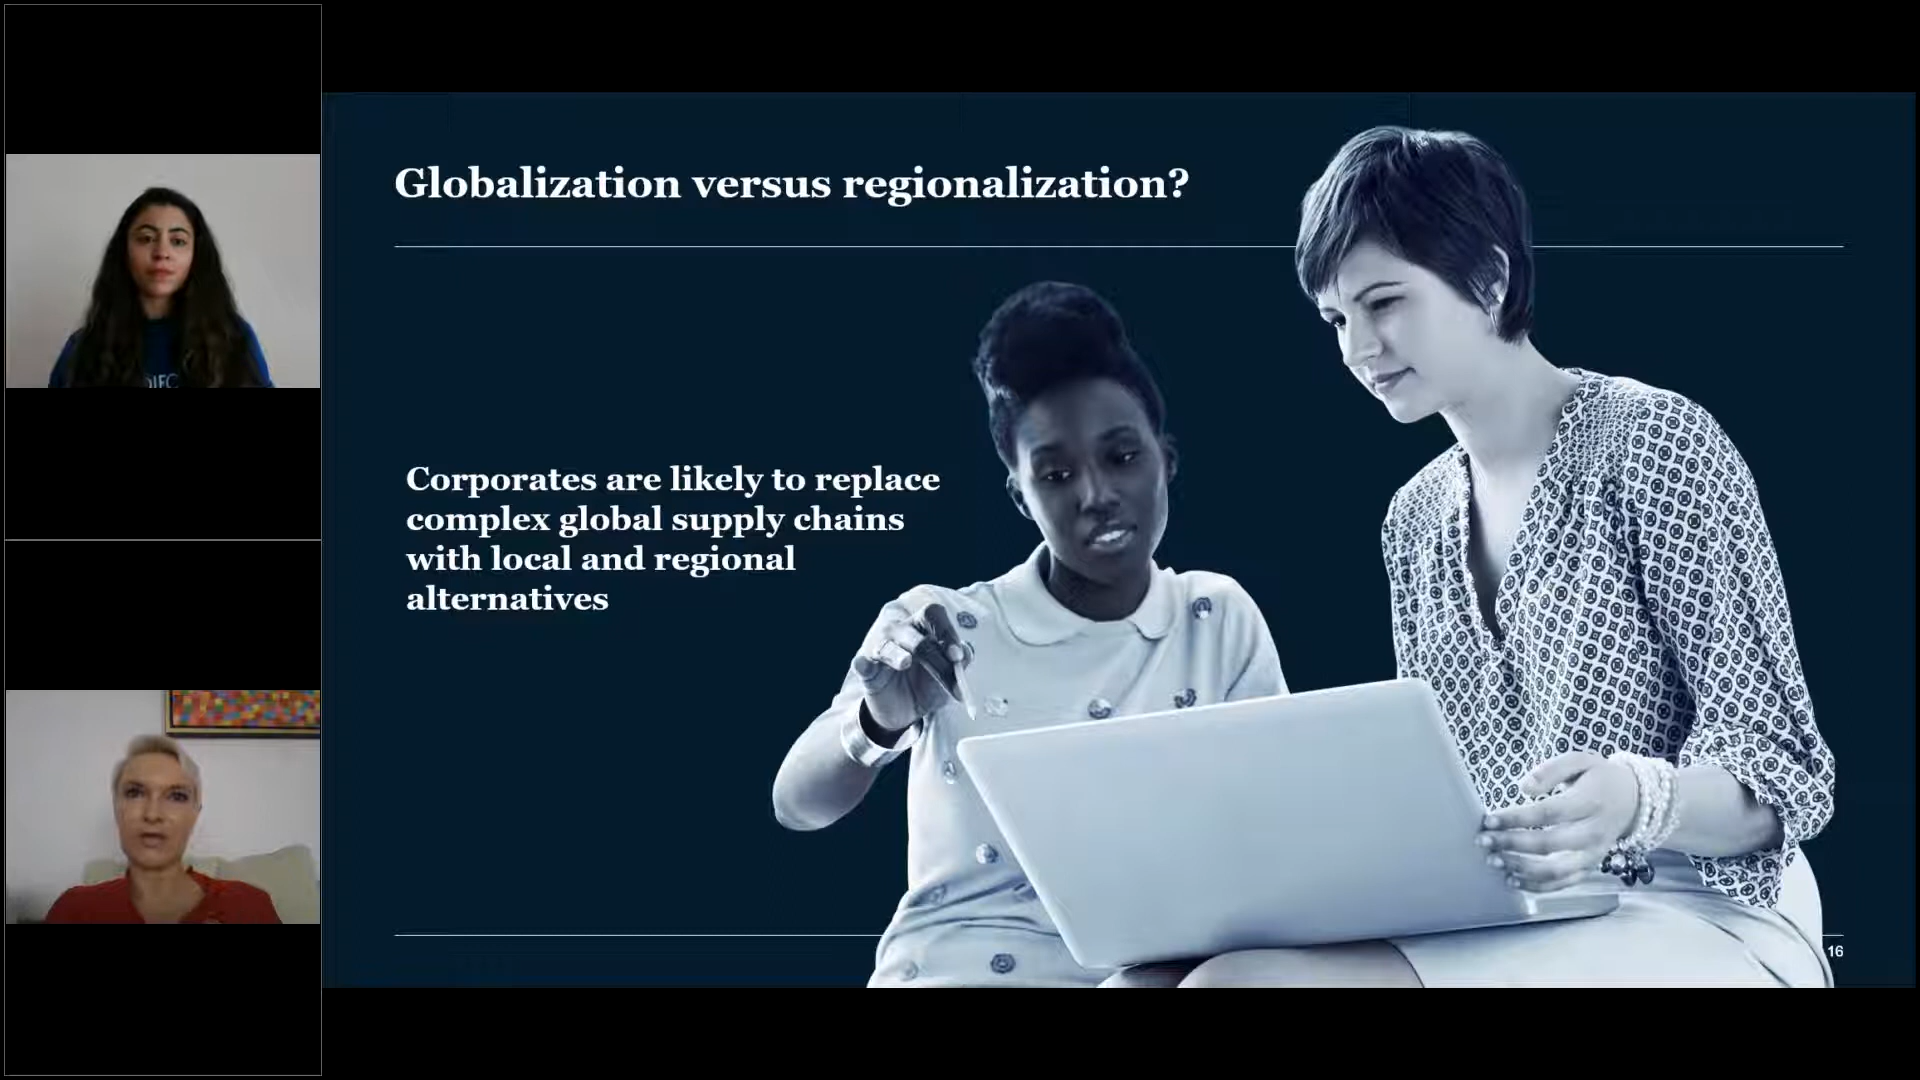 Globalization versus regionalization?
Corporates are likely to replace
complex global supply chains
with local and regional
alternatives
16